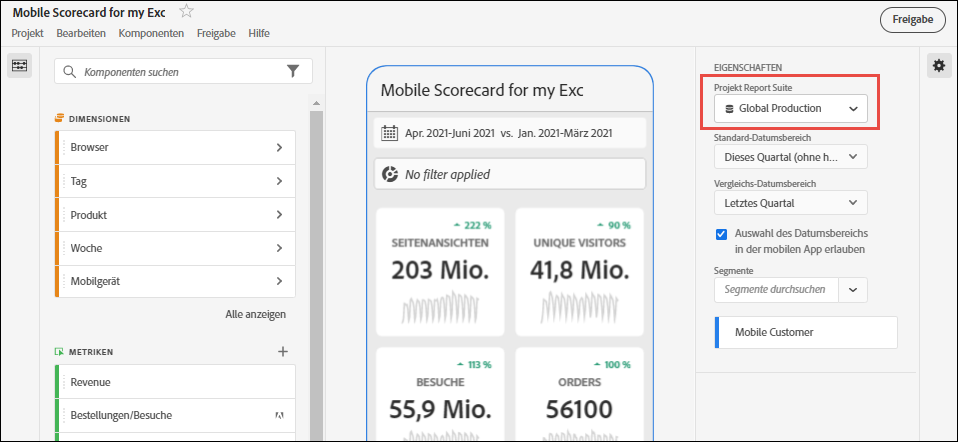 Mobile Scorecard for my Exc
Freigabe
Projekt Bearbeiten Komponenten Freigabe Hilfe
Komponenten suchen
DIMENSIONEN
Browser
Tag
Produkt
Woche
Mobilgerät
Alle anzeigen
METRIKEN
Revenue
Bestellungen/Besuche
Mobile Scorecard for my Exc
Apr. 2021-Juni 2021 vs. Jan. 2021-März 2021
No filter applied
222 %
SEITENANSICHTEN
203 Mio.
90 %
UNIQUE VISITORS
41,8 Mio.
113 %
BESUCHE
55,9 Mio.
100 %
ORDERS
56100
EIGENSCHAFTEN
Projekt Report Suite
Global Production
Standard-Datumsbereich
Dieses Quartal (ohne h...
Vergleichs-Datumsbereich
Letztes Quartal
Auswahl des Datumsbereichs
in der mobilen App erlauben
Segmente
Segmente durchsuchen
Mobile Customer